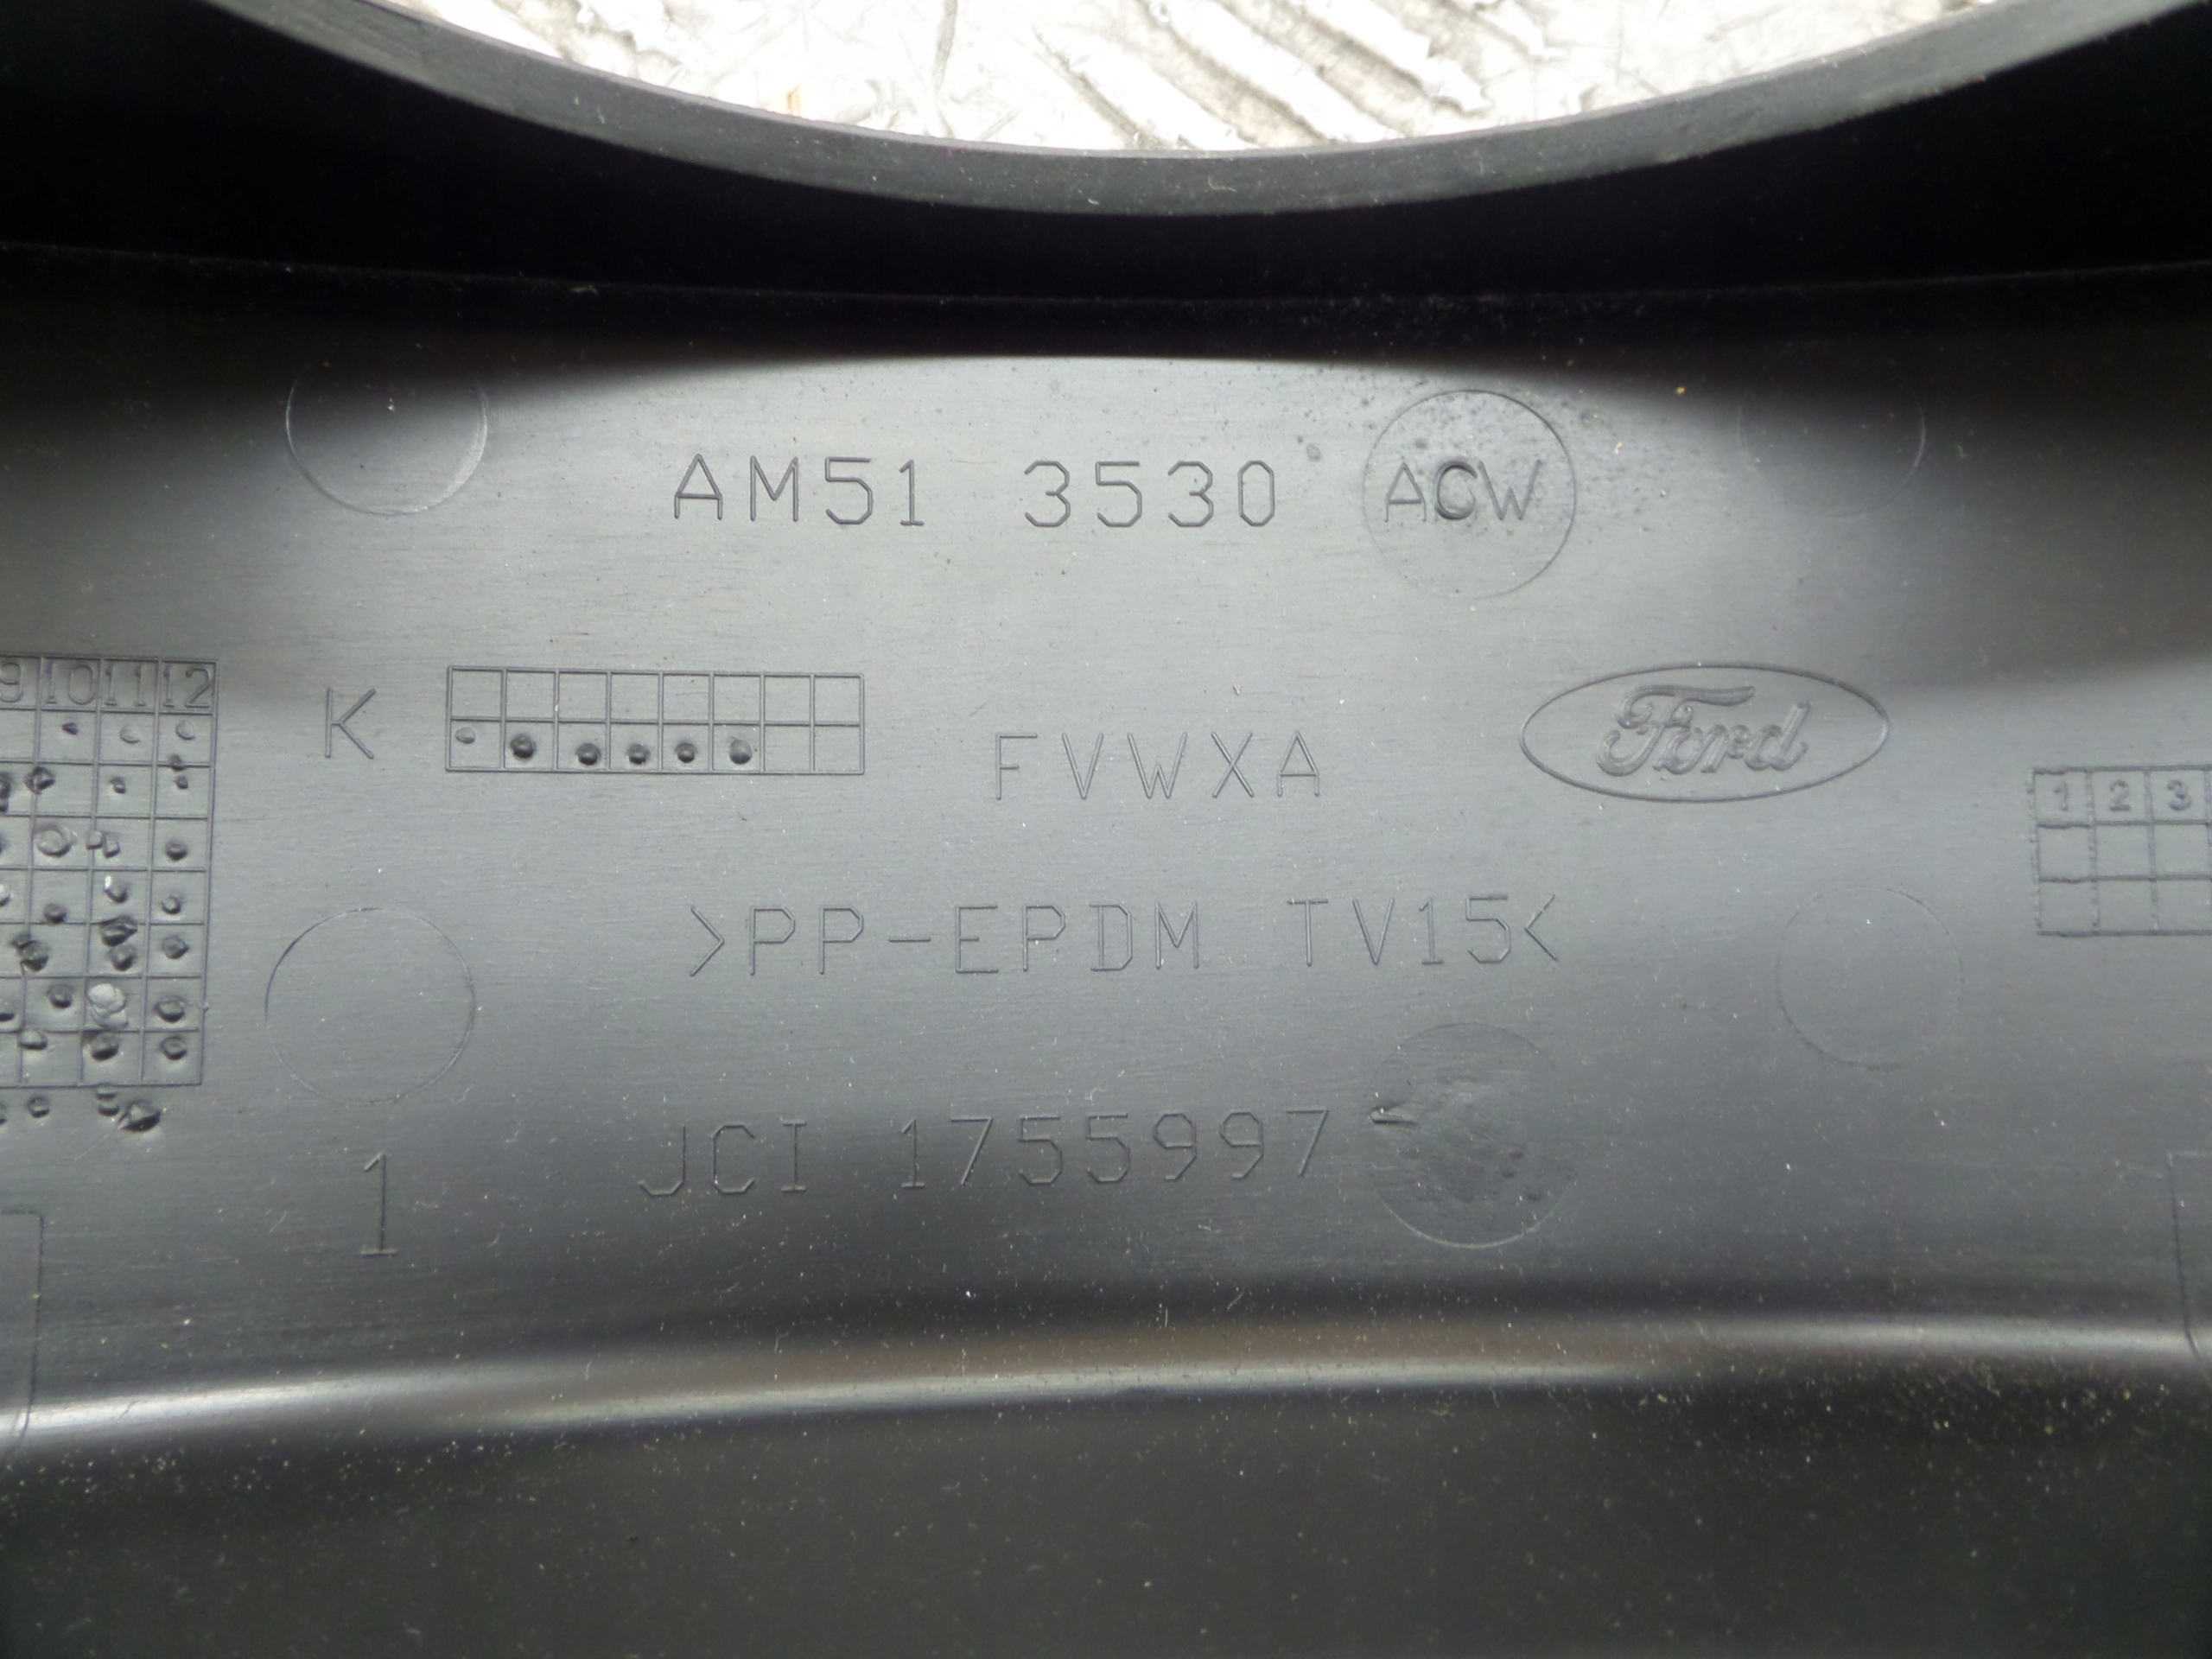 AM51 3530 ACW
9 10 11 12
K
FVWXA
Ford
1 2 3
>PP-EPDM TV15<
JCI 1755997
1